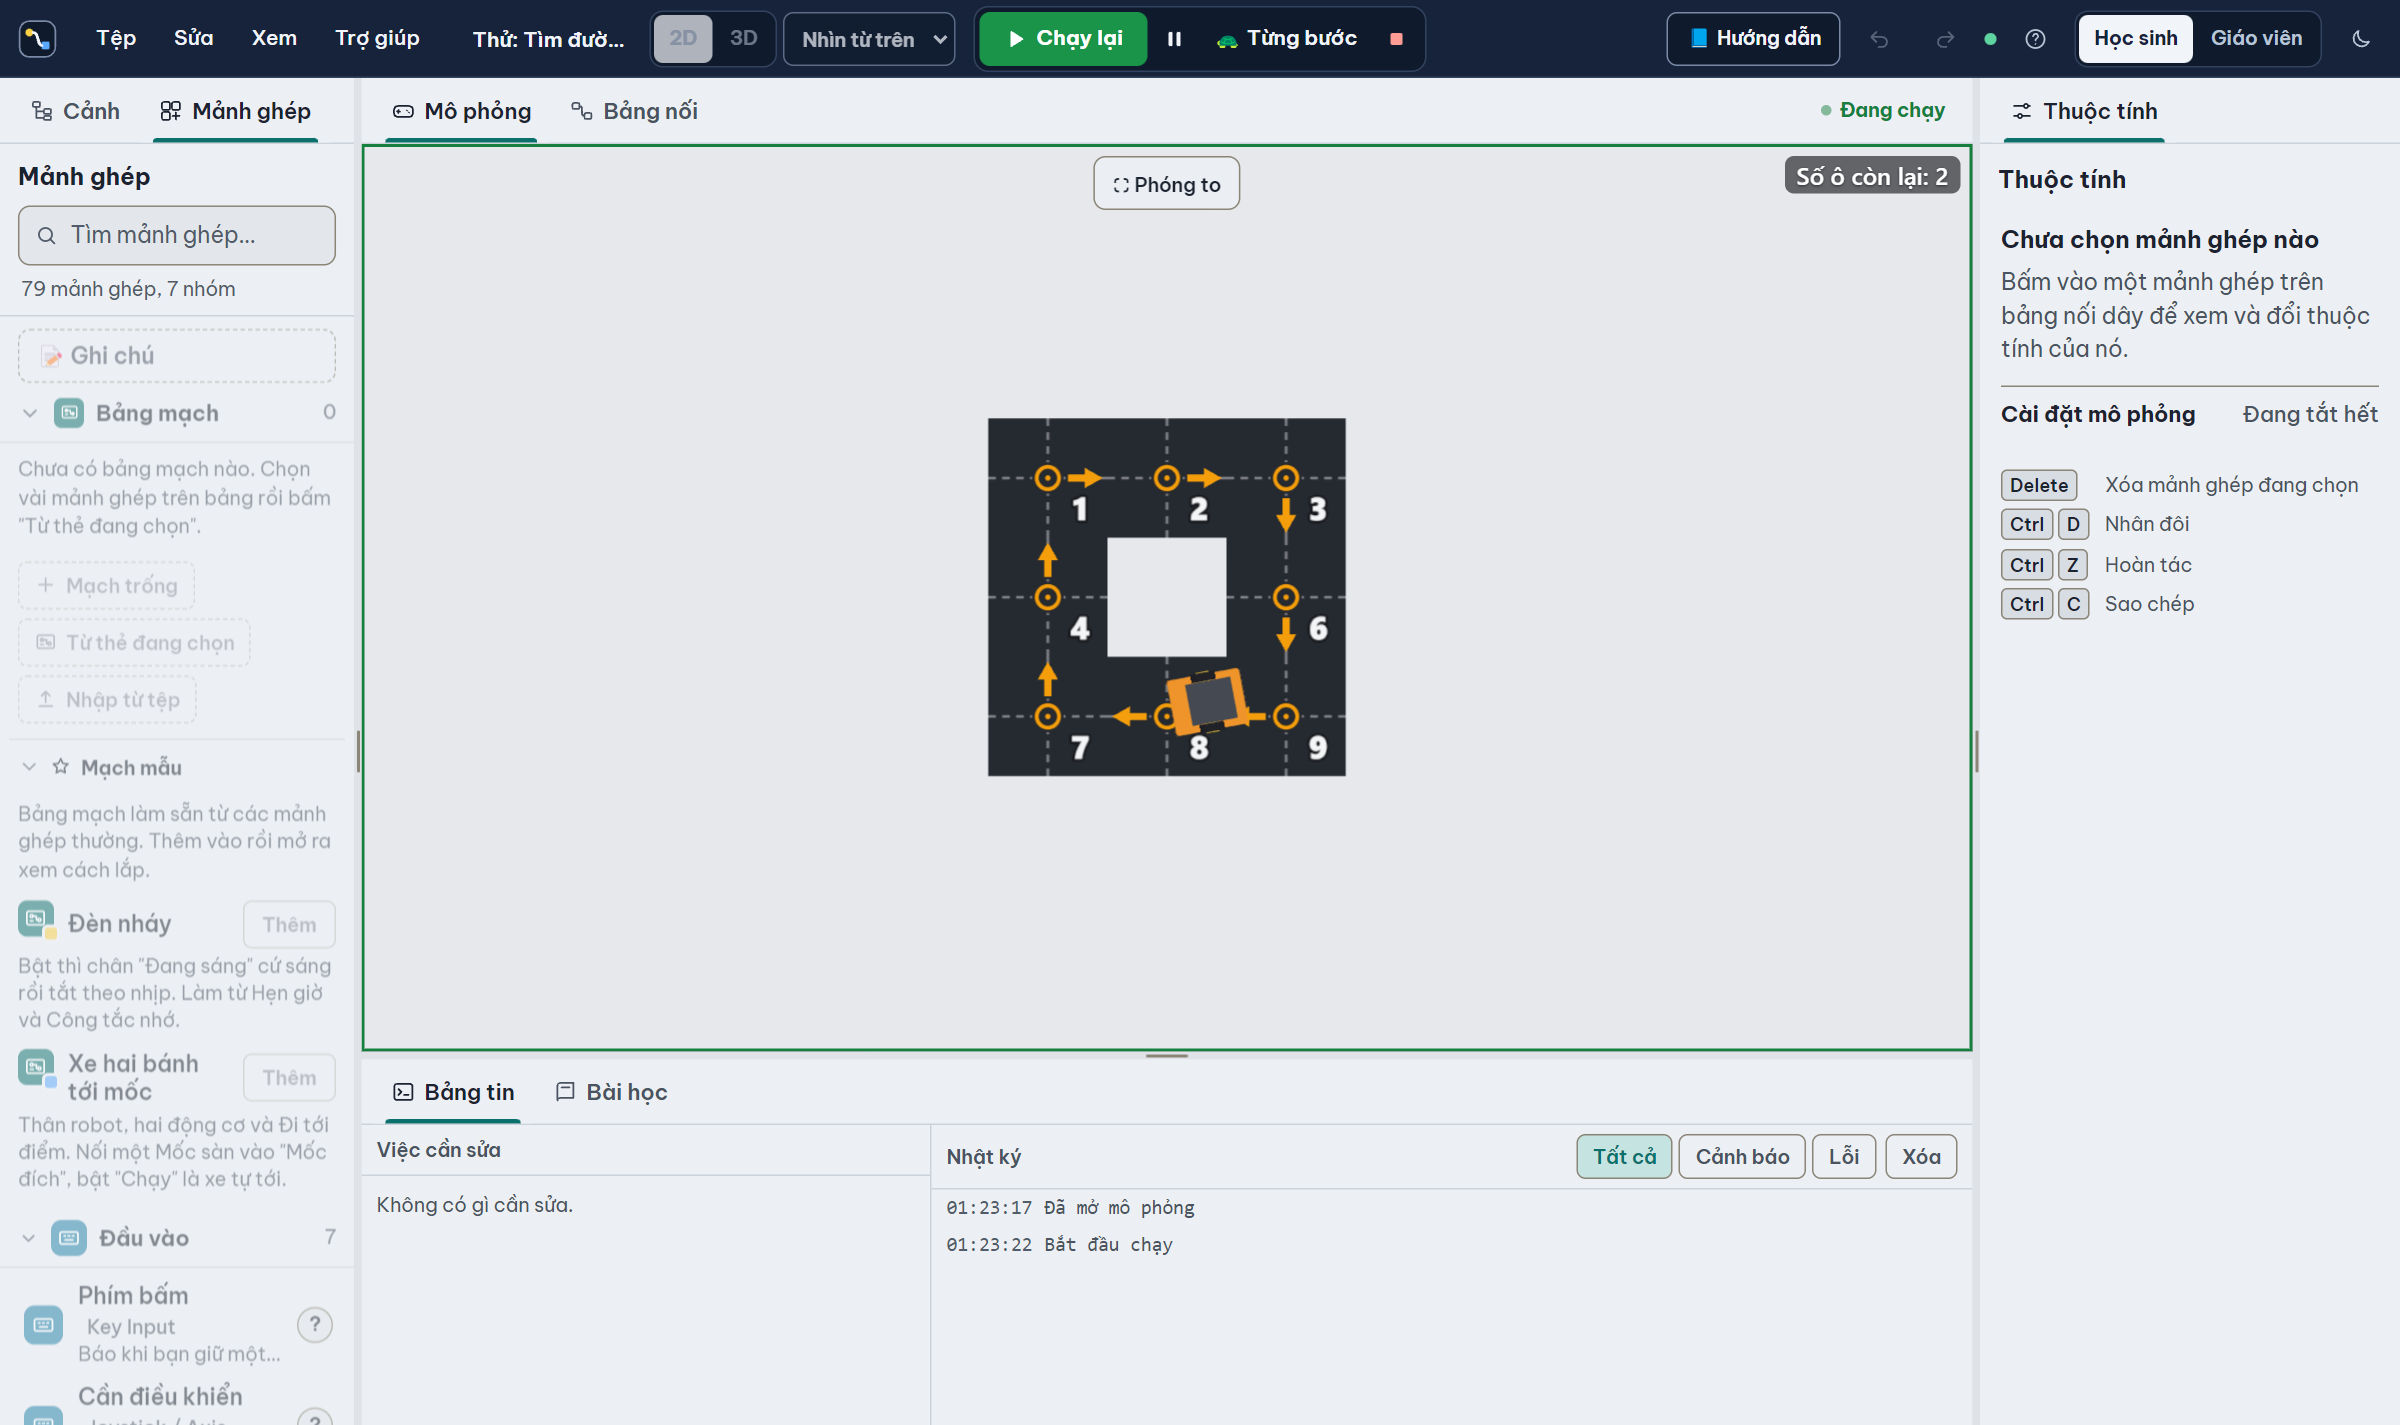 Tệp Sửa Xem Trợ giúp Thử: Tìm đườ... 2D 3D Nhìn từ trên Chạy lại Từng bước Hướng dẫn Học sinh Giáo viên
Cảnh Mảnh ghép
Mảnh ghép
Tìm mảnh ghép...
79 mảnh ghép, 7 nhóm
Ghi chú
Bảng mạch 0
Chưa có bảng mạch nào. Chọn
vài mảnh ghép trên bảng rồi bấm
"Từ thẻ đang chọn".
Mạch trống
Từ thẻ đang chọn
Nhập từ tệp
Mạch mẫu
Bảng mạch làm sẵn từ các mảnh
ghép thường. Thêm vào rồi mở ra
xem cách lắp.
Đèn nháy Thêm
Bật thì chân "Đang sáng" cứ sáng
rồi tắt theo nhịp. Làm từ Hẹn giờ
và Công tắc nhớ.
Xe hai bánh
tới mốc
Thêm
Thân robot, hai động cơ và Đi tới
điểm. Nối một Mốc sàn vào "Mốc
đích", bật "Chạy" là xe tự tới.
Đầu vào 7
Phím bấm
Key Input
Báo khi bạn giữ một...
?
Cần điều khiển
Joystick / Axis
?
Mô phỏng Bảng nối Đang chạy
Phóng to
Số ô còn lại: 2
1 2 3
4 6
7 8 9
Bảng tin Bài học
Việc cần sửa
Không có gì cần sửa.
Nhật ký Tất cả Cảnh báo Lỗi Xóa
01:23:17 Đã mở mô phỏng
01:23:22 Bắt đầu chạy
Thuộc tính
Thuộc tính
Chưa chọn mảnh ghép nào
Bấm vào một mảnh ghép trên
bảng nối dây để xem và đổi thuộc
tính của nó.
Cài đặt mô phỏng Đang tắt hết
Delete Xóa mảnh ghép đang chọn
Ctrl D Nhân đôi
Ctrl Z Hoàn tác
Ctrl C Sao chép